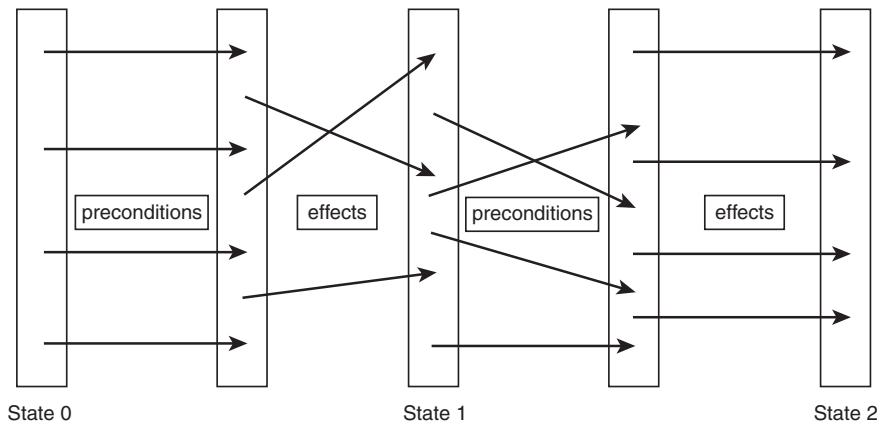 preconditions
effects
preconditions
effects
State 0
State 1
State 2